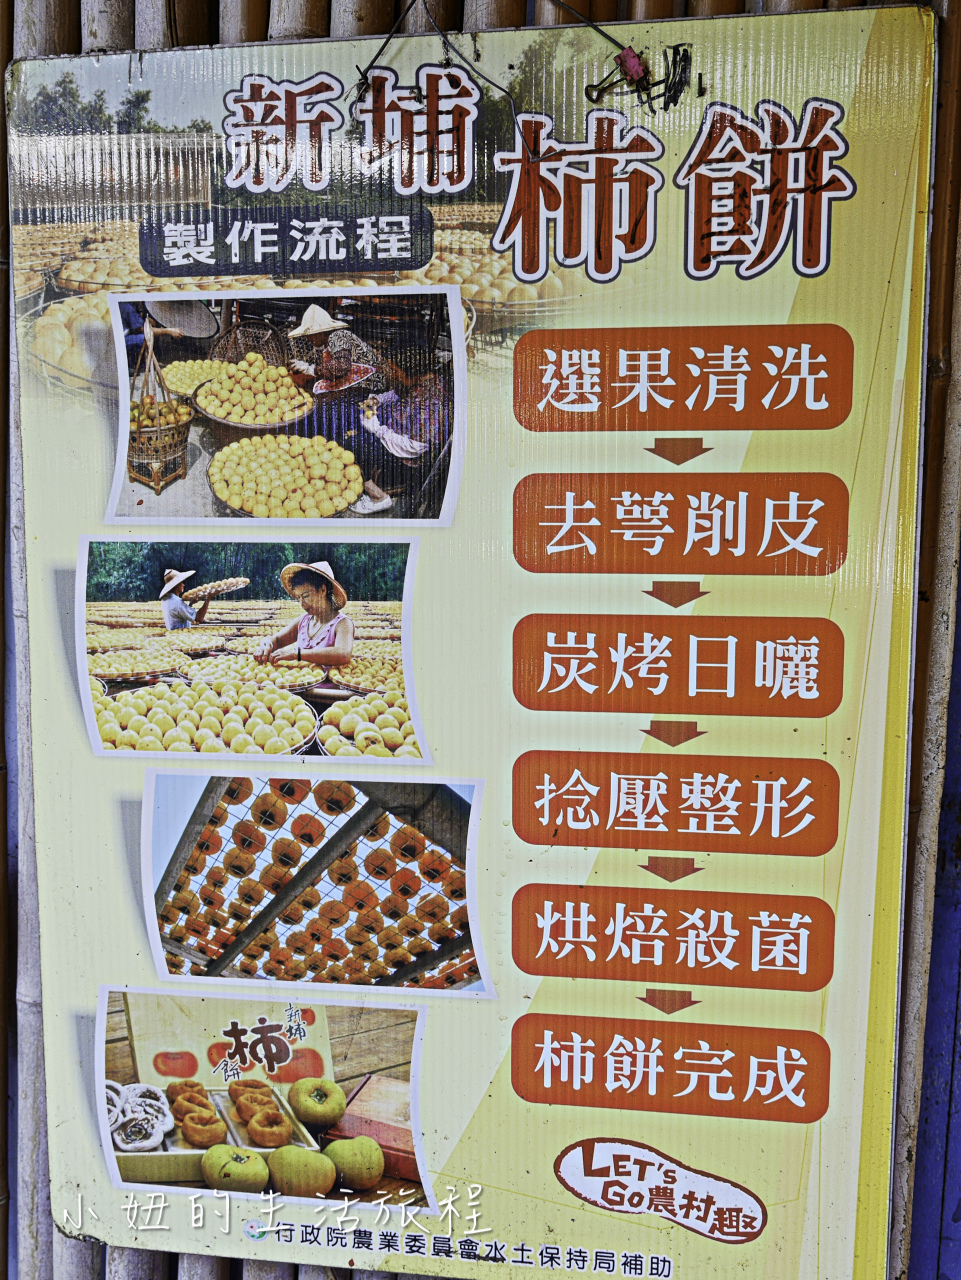 新埔
柿餅
製作流程
選果清洗
去萼削皮
炭烤日曬
捻壓整形
烘焙殺菌
柿餅完成
新埔
柿餅
LET'S
GO農村趣
小妞的生活旅程
行政院農業委員會水土保持局補助